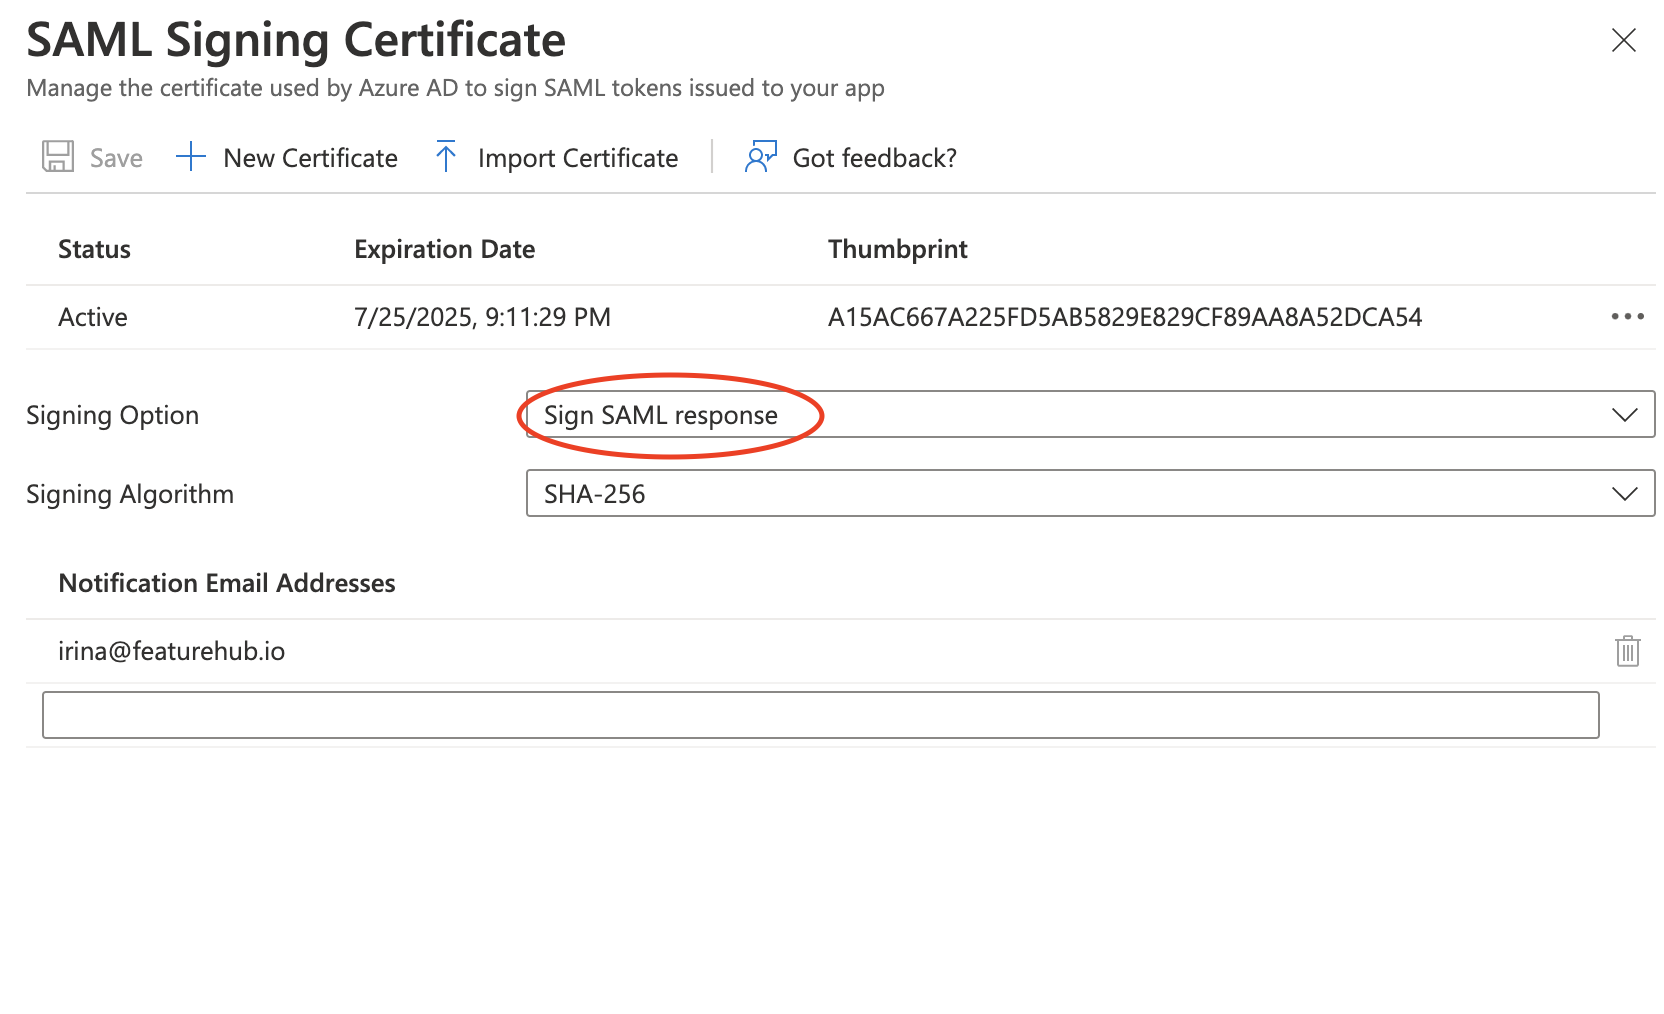 SAML Signing Certificate
Manage the certificate used by Azure AD to sign SAML tokens issued to your app
Save New Certificate Import Certificate Got feedback?
Status Expiration Date Thumbprint
Active 7/25/2025, 9:11:29 PM A15AC667A225FD5AB5829E829CF89AA8A52DCA54
Signing Option Sign SAML response
Signing Algorithm SHA-256
Notification Email Addresses
irina@featurehub.io